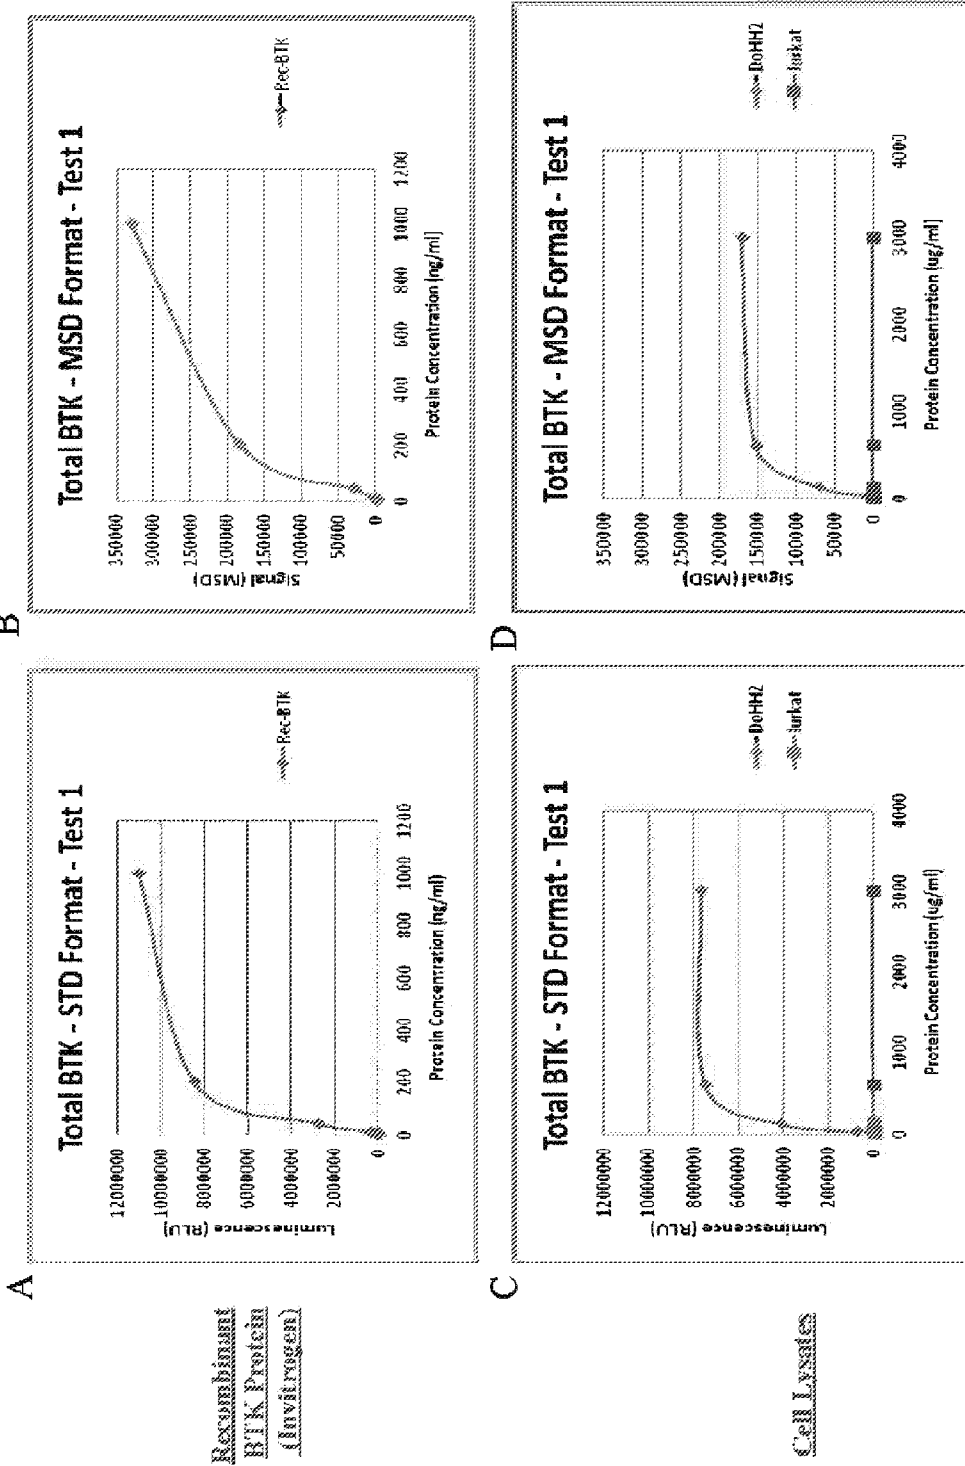 Recombinant
BTK Protein
(Invitrogen)
A
Total BTK - STD Format - Test 1
Luminescence (RLU)
12000000
10000000
8000000
6000000
4000000
2000000
0
0 200 400 600 800 1000 1200
Protein Concentration (ng/ml)
Rec-BTK
B
Total BTK - MSD Format - Test 1
Signal (MSD)
350000
300000
250000
200000
150000
100000
50000
0
0 200 400 600 800 1000 1200
Protein Concentration (ng/ml)
Rec-BTK
Cell Lysates
C
Total BTK - STD Format - Test 1
Luminescence (RLU)
12000000
10000000
8000000
6000000
4000000
2000000
0
0 1000 2000 3000 4000
Protein Concentration (ug/ml)
DoHH2
Jurkat
D
Total BTK - MSD Format - Test 1
Signal (MSD)
350000
300000
250000
200000
150000
100000
50000
0
0 1000 2000 3000 4000
Protein Concentration (ug/ml)
DoHH2
Jurkat